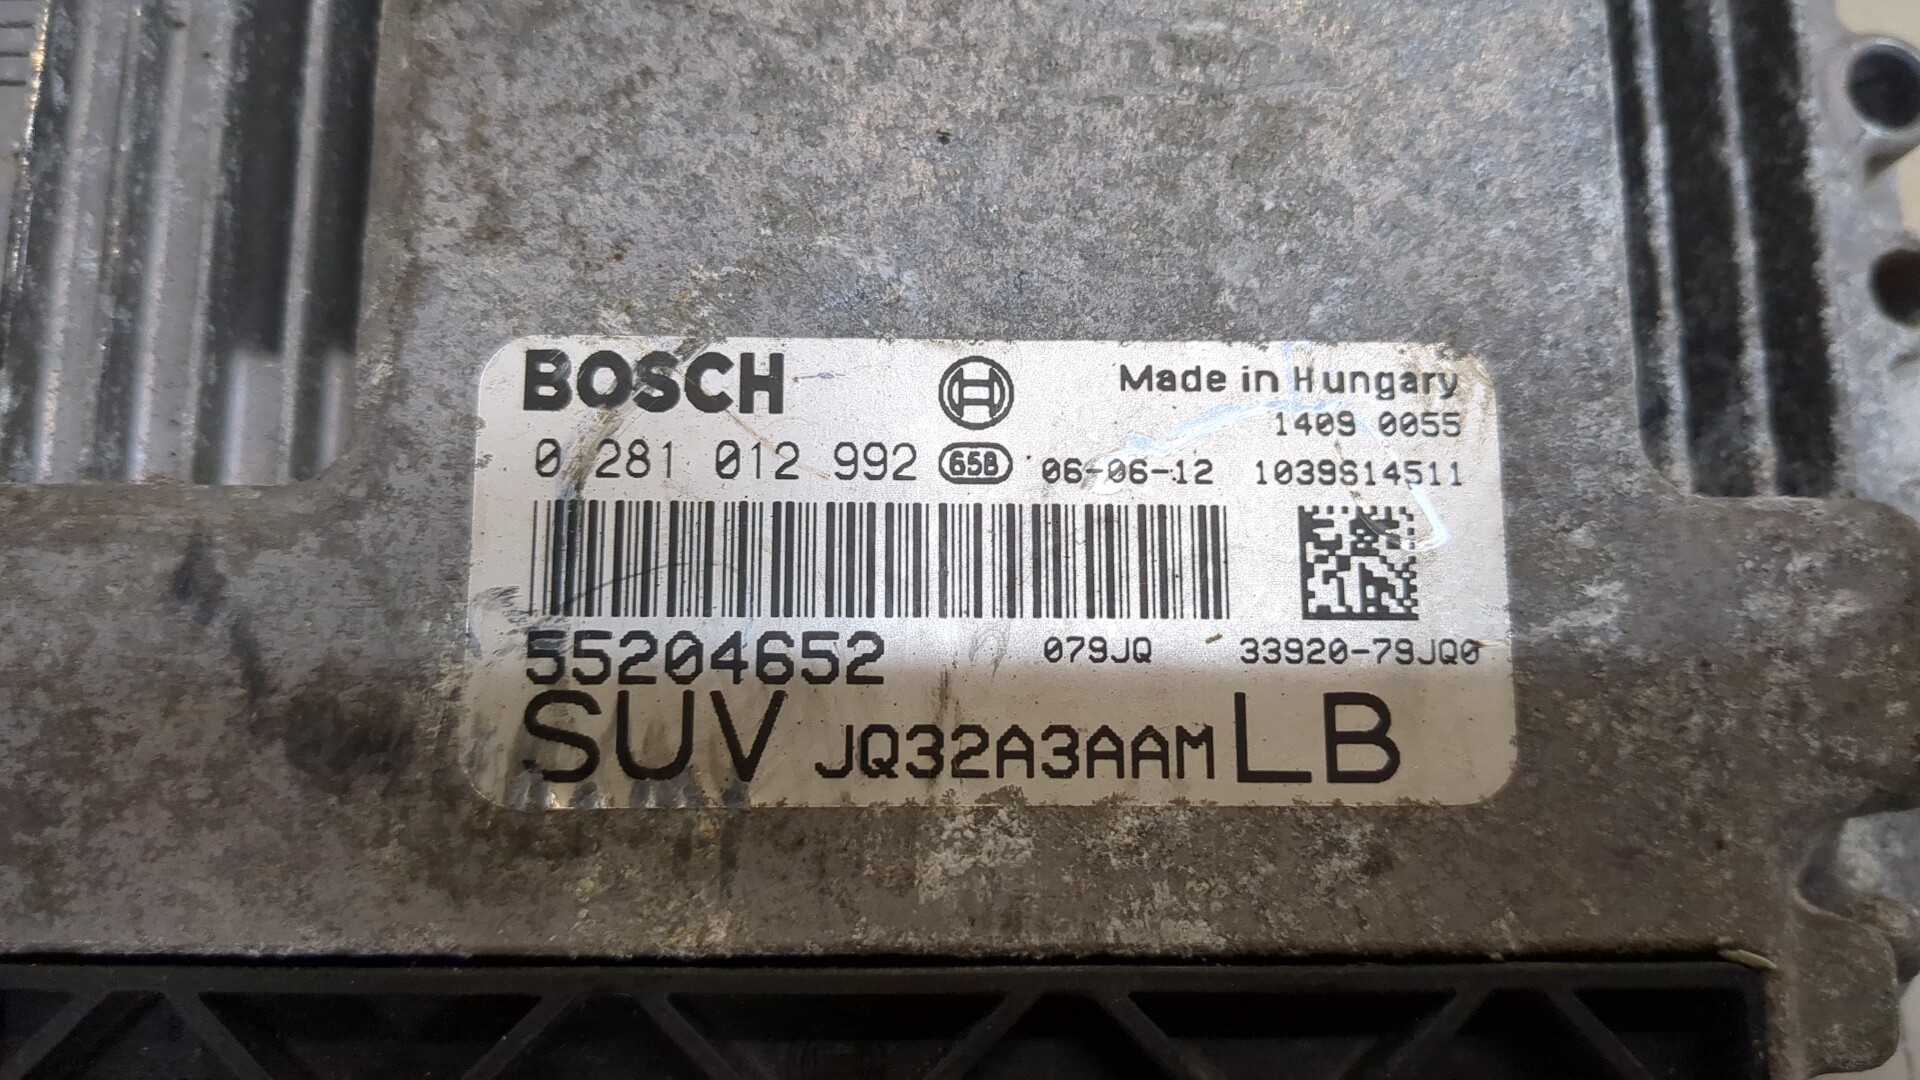 BOSCH
Made in Hungary
1409 0055
0 281 012 992 65B 06-06-12 1039S14511
55204652 079JQ 33920-79JQ0
SUV JQ32A3AAM LB